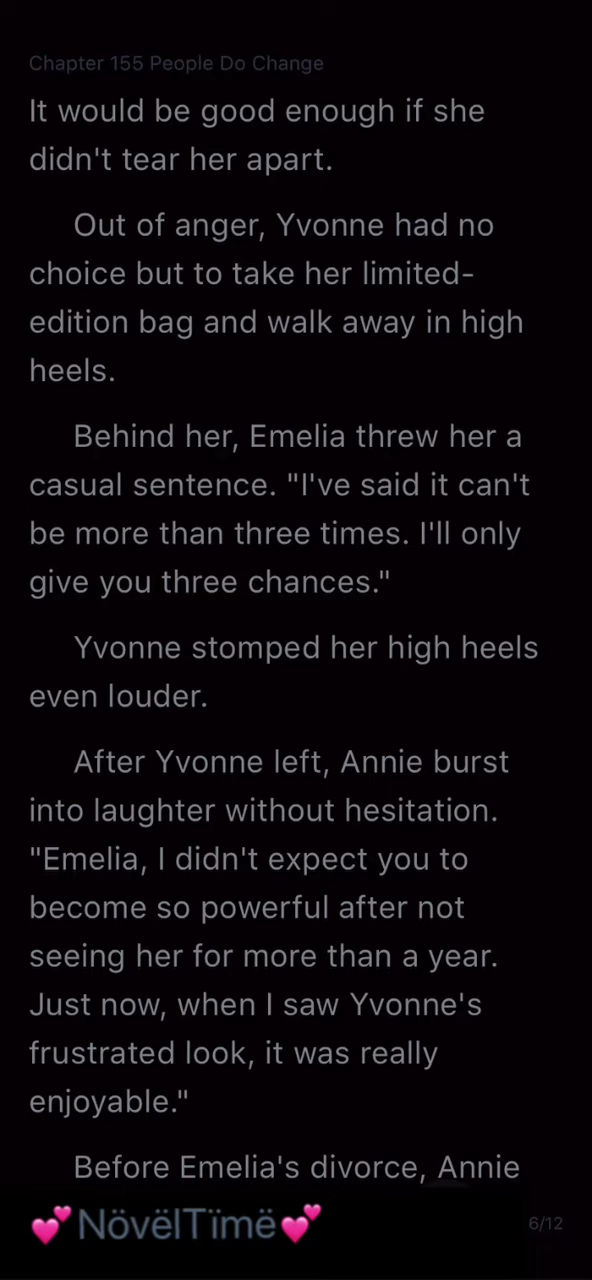 Chapter 155 People Do Change
It would be good enough if she
didn't tear her apart.
Out of anger, Yvonne had no
choice but to take her limited-
edition bag and walk away in high
heels.
Behind her, Emelia threw her a
casual sentence. "I've said it can't
be more than three times. I'll only
give you three chances."
Yvonne stomped her high heels
even louder.
After Yvonne left, Annie burst
into laughter without hesitation.
"Emelia, I didn't expect you to
become so powerful after not
seeing her for more than a year.
Just now, when I saw Yvonne's
frustrated look, it was really
enjoyable."
Before Emelia's divorce, Annie
💕NövëlTïmë💕
6/12